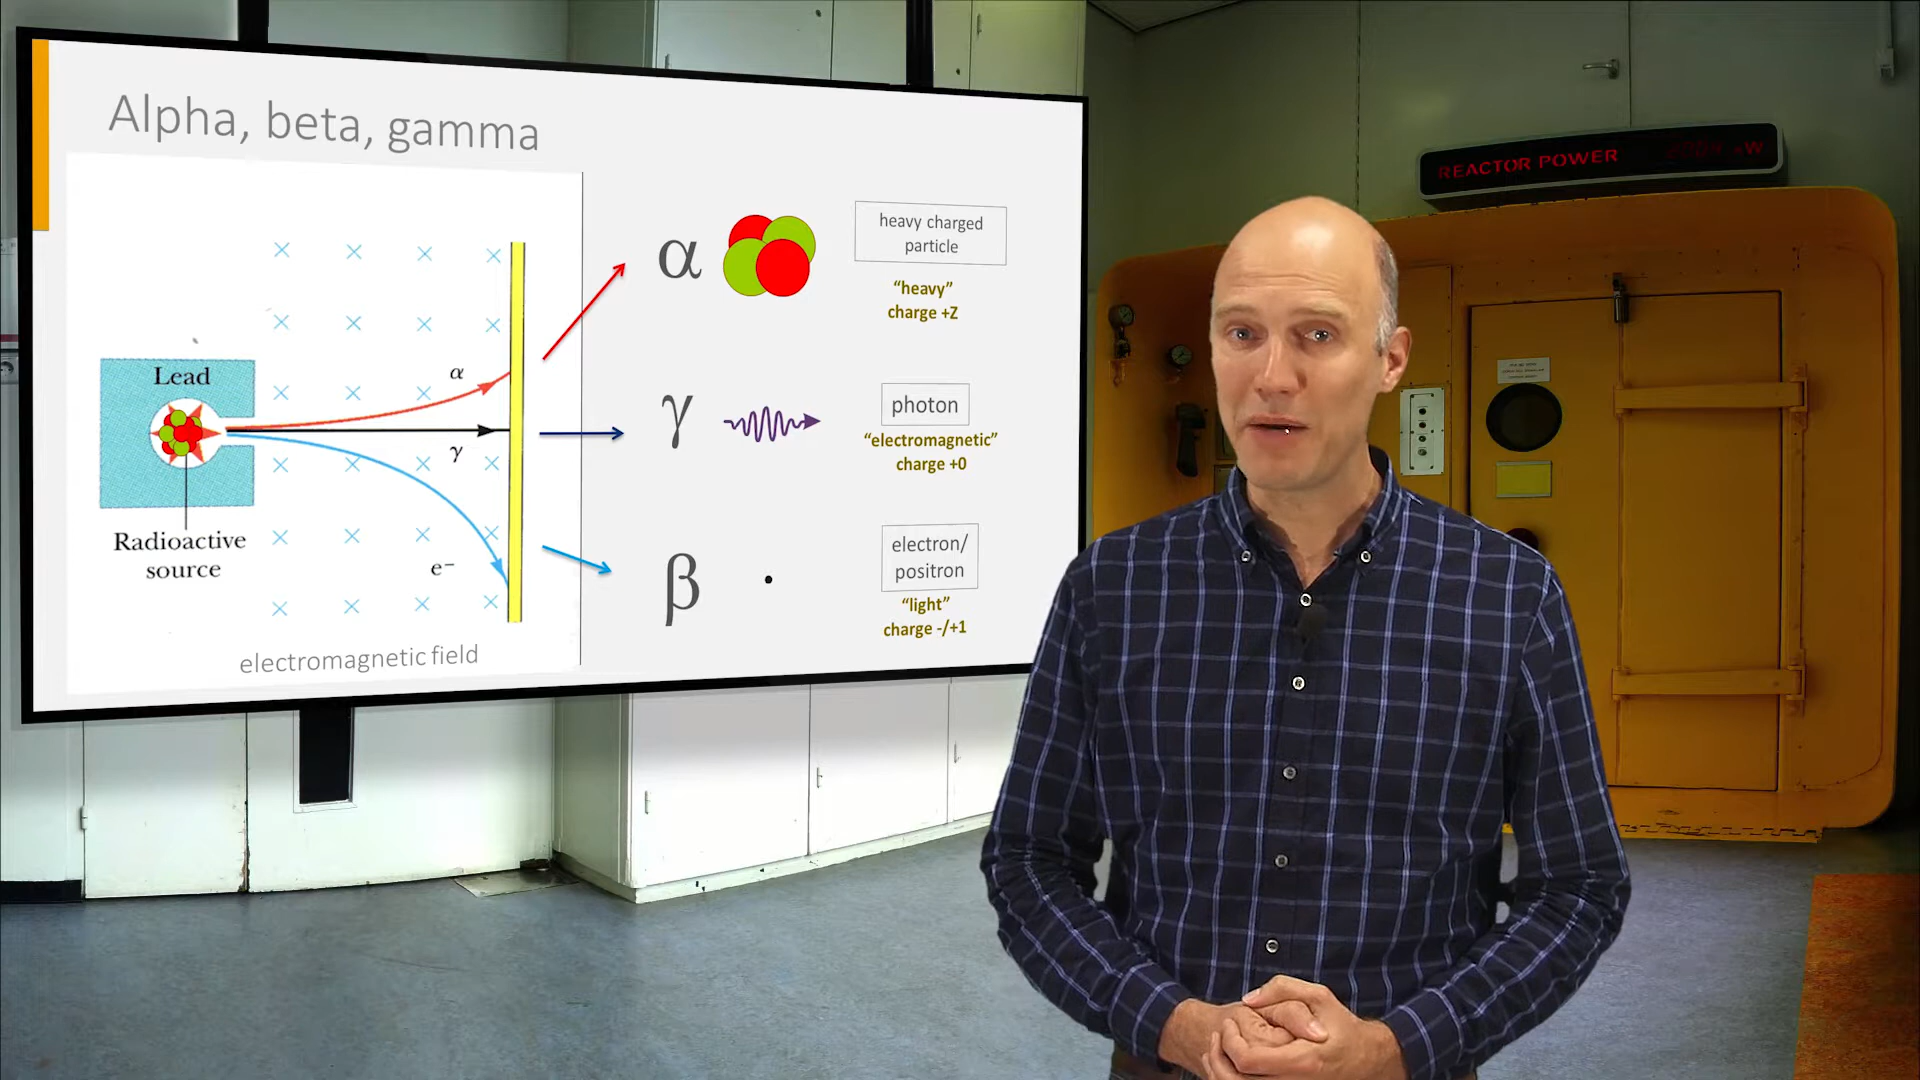 Alpha, beta, gamma
Lead
Radioactive
source
α
γ
e⁻
electromagnetic field
α
heavy charged
particle
“heavy”
charge +Z
γ
photon
“electromagnetic”
charge +0
β
electron/
positron
“light”
charge -/+1
REACTOR POWER